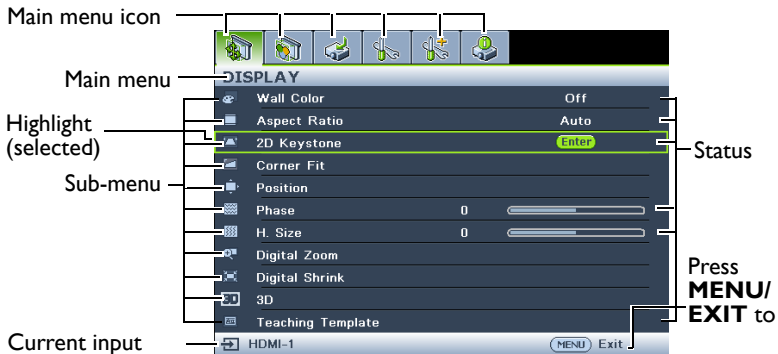 Main menu icon
Main menu
DISPLAY
Wall Color Off
Highlight
(selected)
Aspect Ratio Auto
2D Keystone Enter
Status
Corner Fit
Sub-menu
Position
Phase 0
H. Size 0
Digital Zoom
Digital Shrink
3D
Teaching Template
Press
MENU/
EXIT to
Current input
HDMI-1
MENU Exit